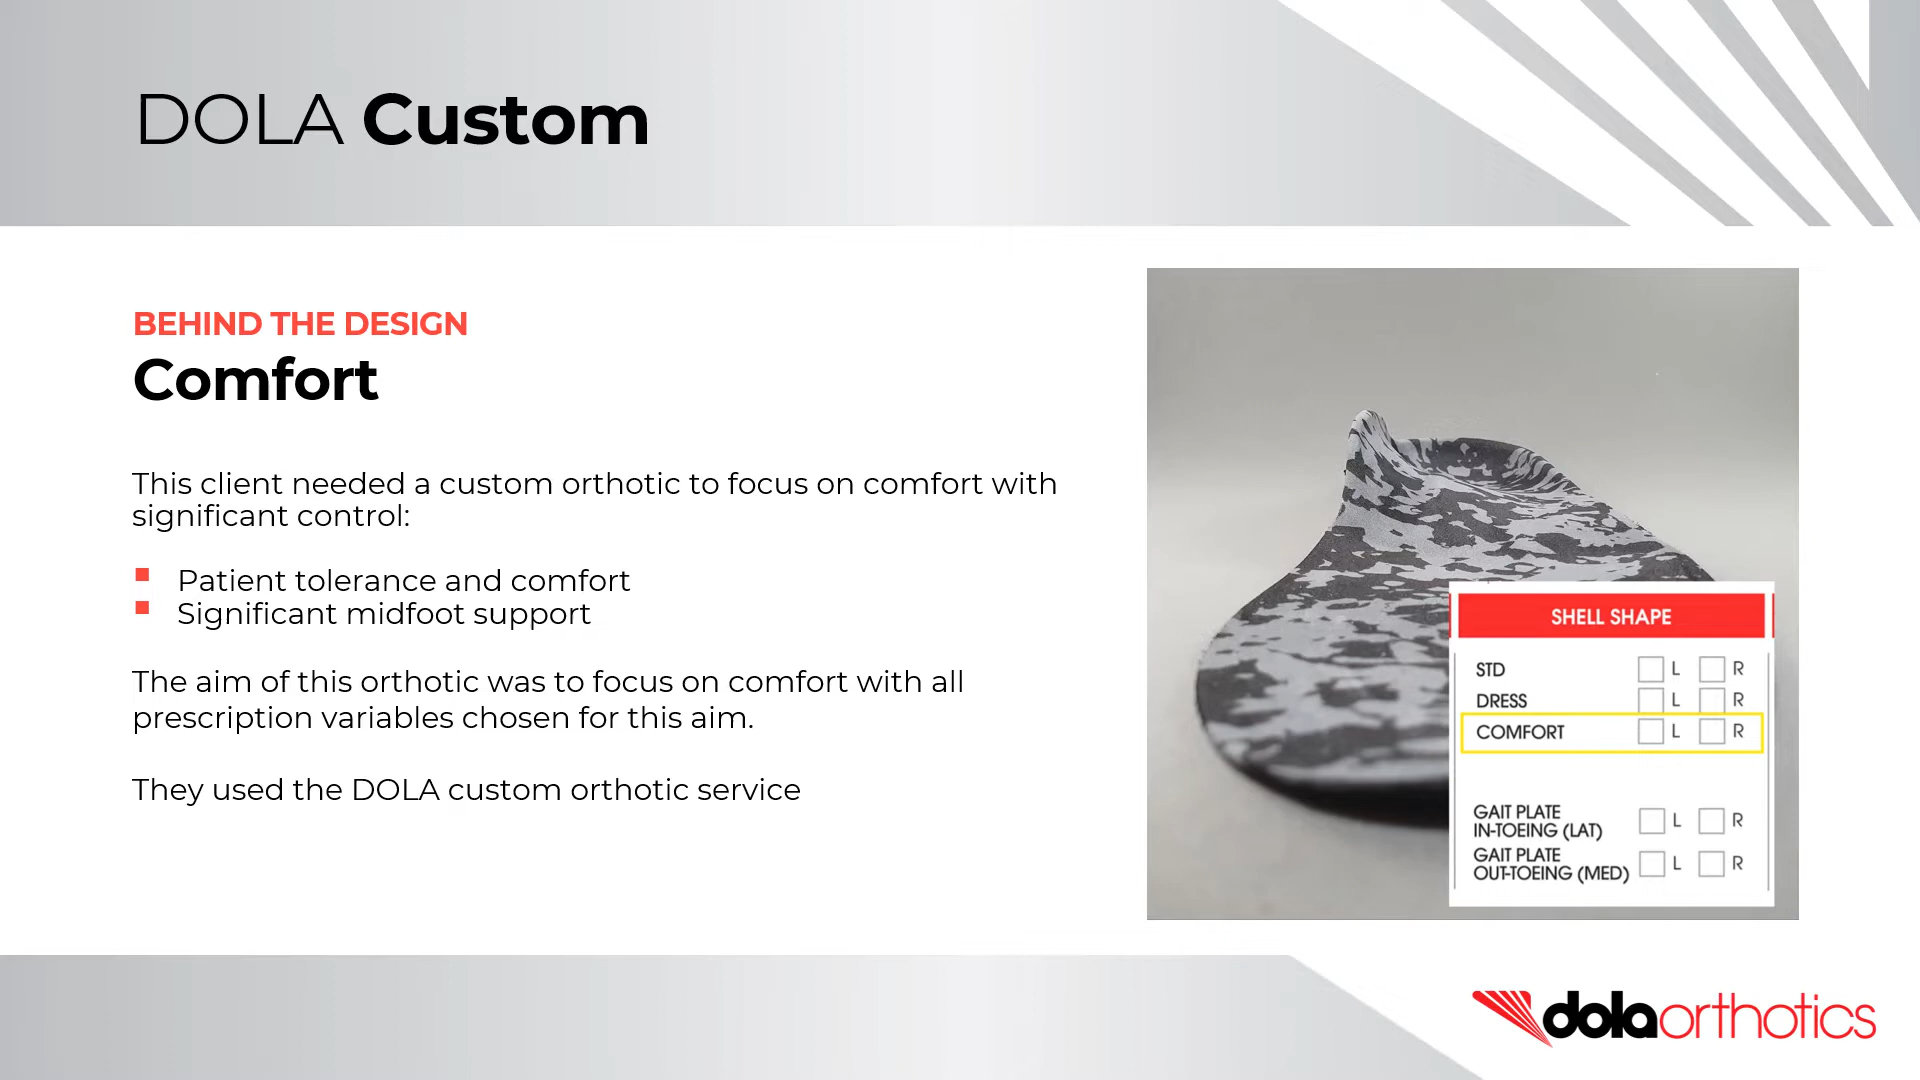 DOLA Custom
BEHIND THE DESIGN
Comfort
This client needed a custom orthotic to focus on comfort with
significant control:
Patient tolerance and comfort
Significant midfoot support
The aim of this orthotic was to focus on comfort with all
prescription variables chosen for this aim.
They used the DOLA custom orthotic service
SHELL SHAPE
STD L R
DRESS L R
COMFORT L R
GAIT PLATE
IN-TOEING (LAT) L R
GAIT PLATE
OUT-TOEING (MED) L R
dolaorthotics